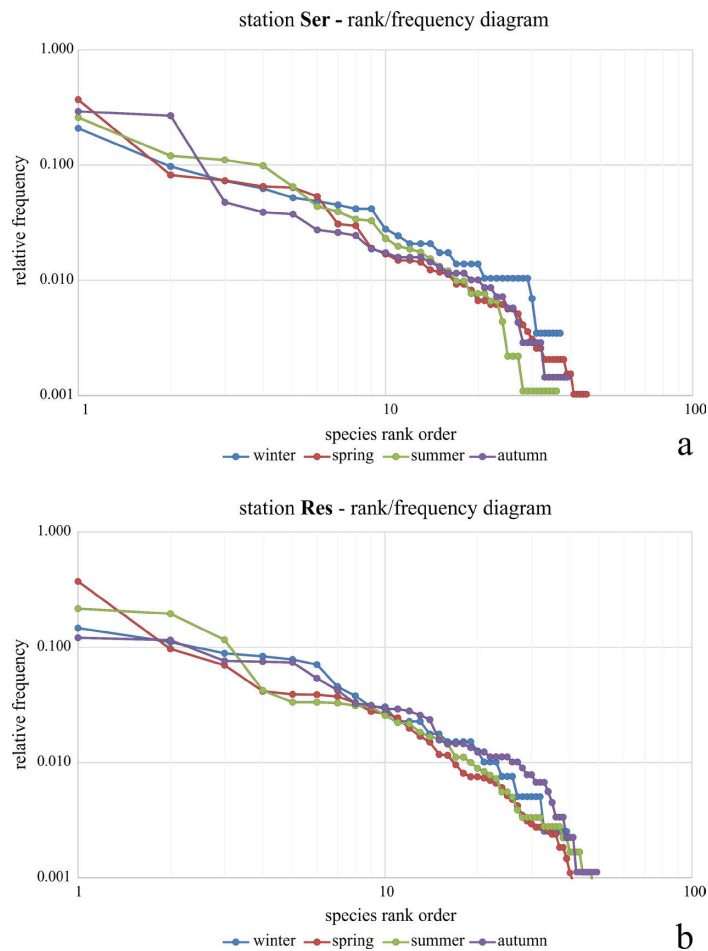 station Ser - rank/frequency diagram
1.000
0.100
0.010
0.001
relative frequency
1 10 100
species rank order
winter spring summer autumn
a
station Res - rank/frequency diagram
1.000
0.100
0.010
0.001
relative frequency
1 10 100
species rank order
winter spring summer autumn
b